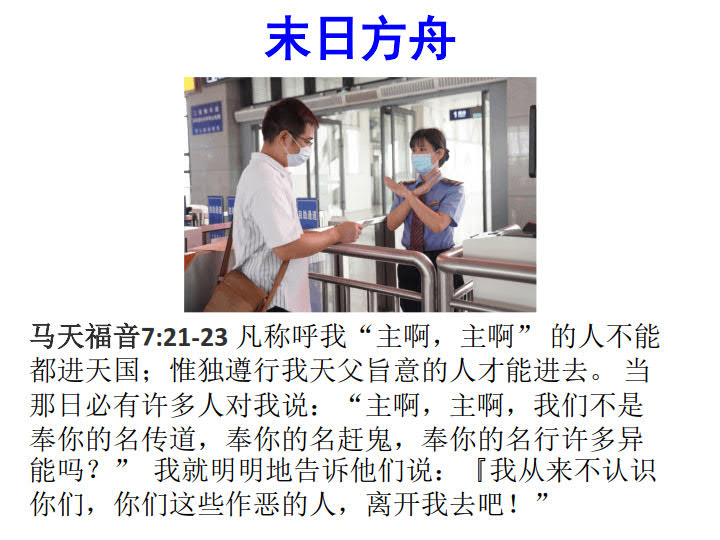 末日方舟
自助通道
马天福音7:21-23 凡称呼我“主啊，主啊” 的人不能
都进天国；惟独遵行我天父旨意的人才能进去。 当
那日必有许多人对我说：“主啊，主啊，我们不是
奉你的名传道，奉你的名赶鬼，奉你的名行许多异
能吗？” 我就明明地告诉他们说：『我从来不认识
你们，你们这些作恶的人，离开我去吧！”